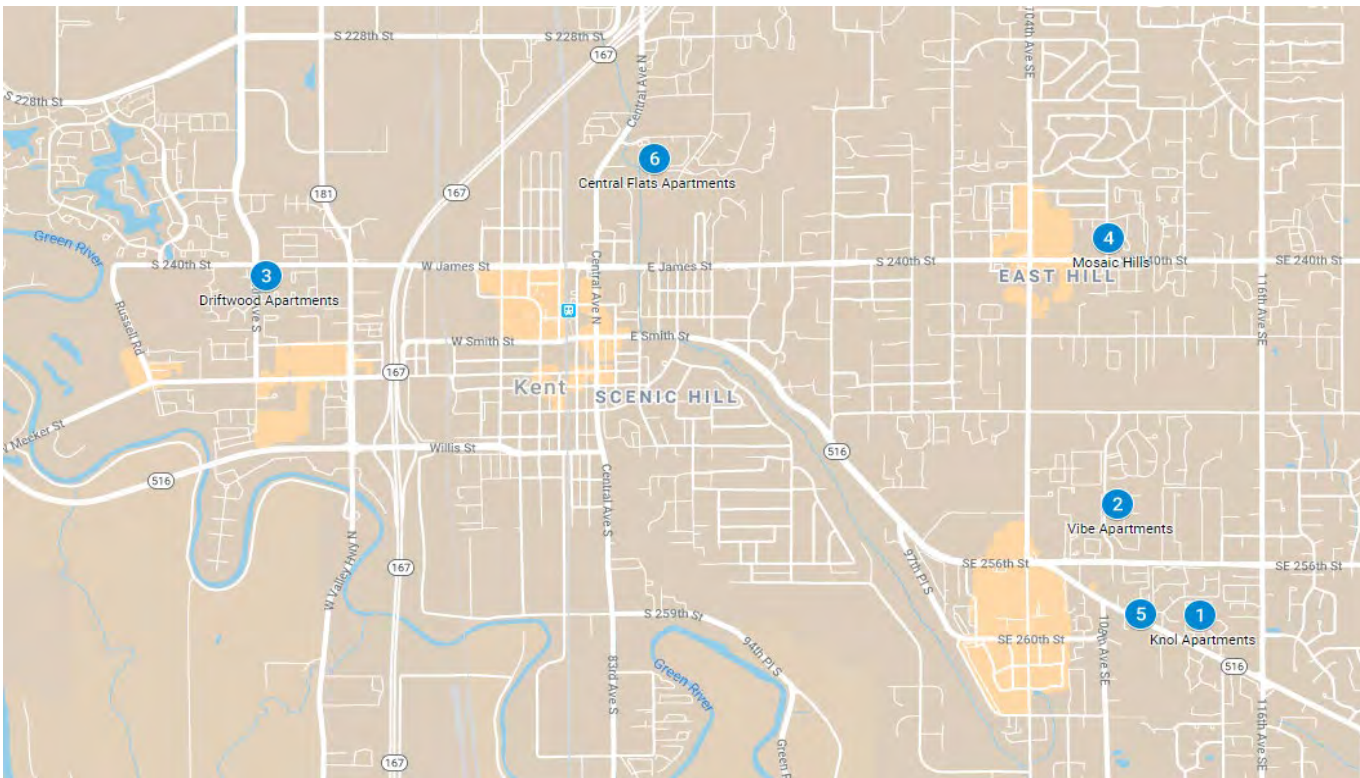 S 228th St
S 228th St
167
104th Ave SE
S 228th St
Central Ave N
6
Central Flats Apartments
181
167
4
Mosaic Hills
Green River
S 240th St
W James St
E James St
S 240th St
SE 240th St
3
Driftwood Apartments
EAST HILL
Central Ave N
116th Ave SE
Russell Rd
W Smith St
E Smith St
167
Kent
SCENIC HILL
W Meeker St
Willis St
516
516
Central Ave S
2
Vibe Apartments
W Valley Hwy N
167
97th Pl S
SE 256th St
SE 256th St
S 259th St
5
1
Knol Apartments
SE 260th St
94th Pl S
83rd Ave S
Green River
108th Ave SE
516
116th Ave SE
167